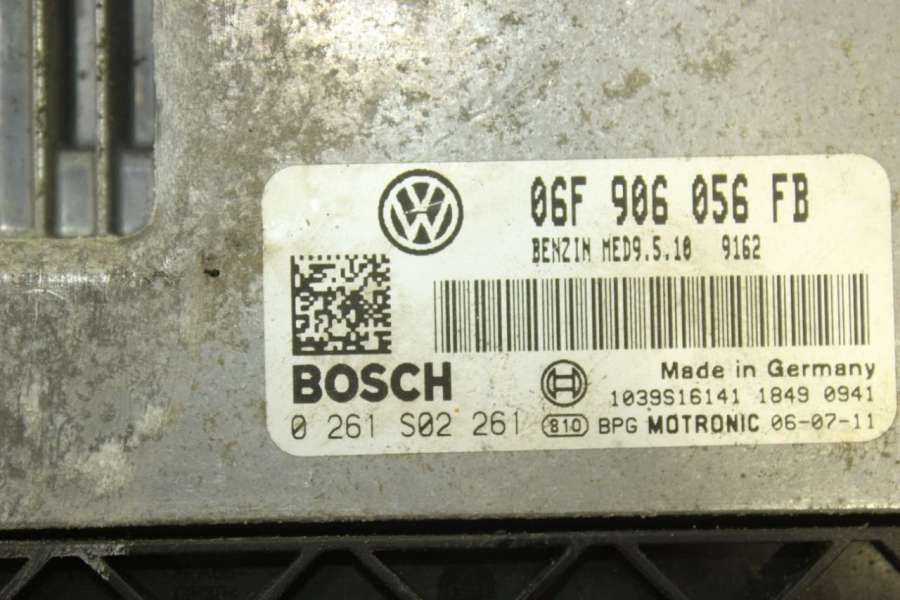 06F 906 056 FB
BENZIN MED9.5.10 9162
BOSCH
Made in Germany
1039S16141 1849 0941
0 261 S02 261 810 BPG MOTRONIC 06-07-11